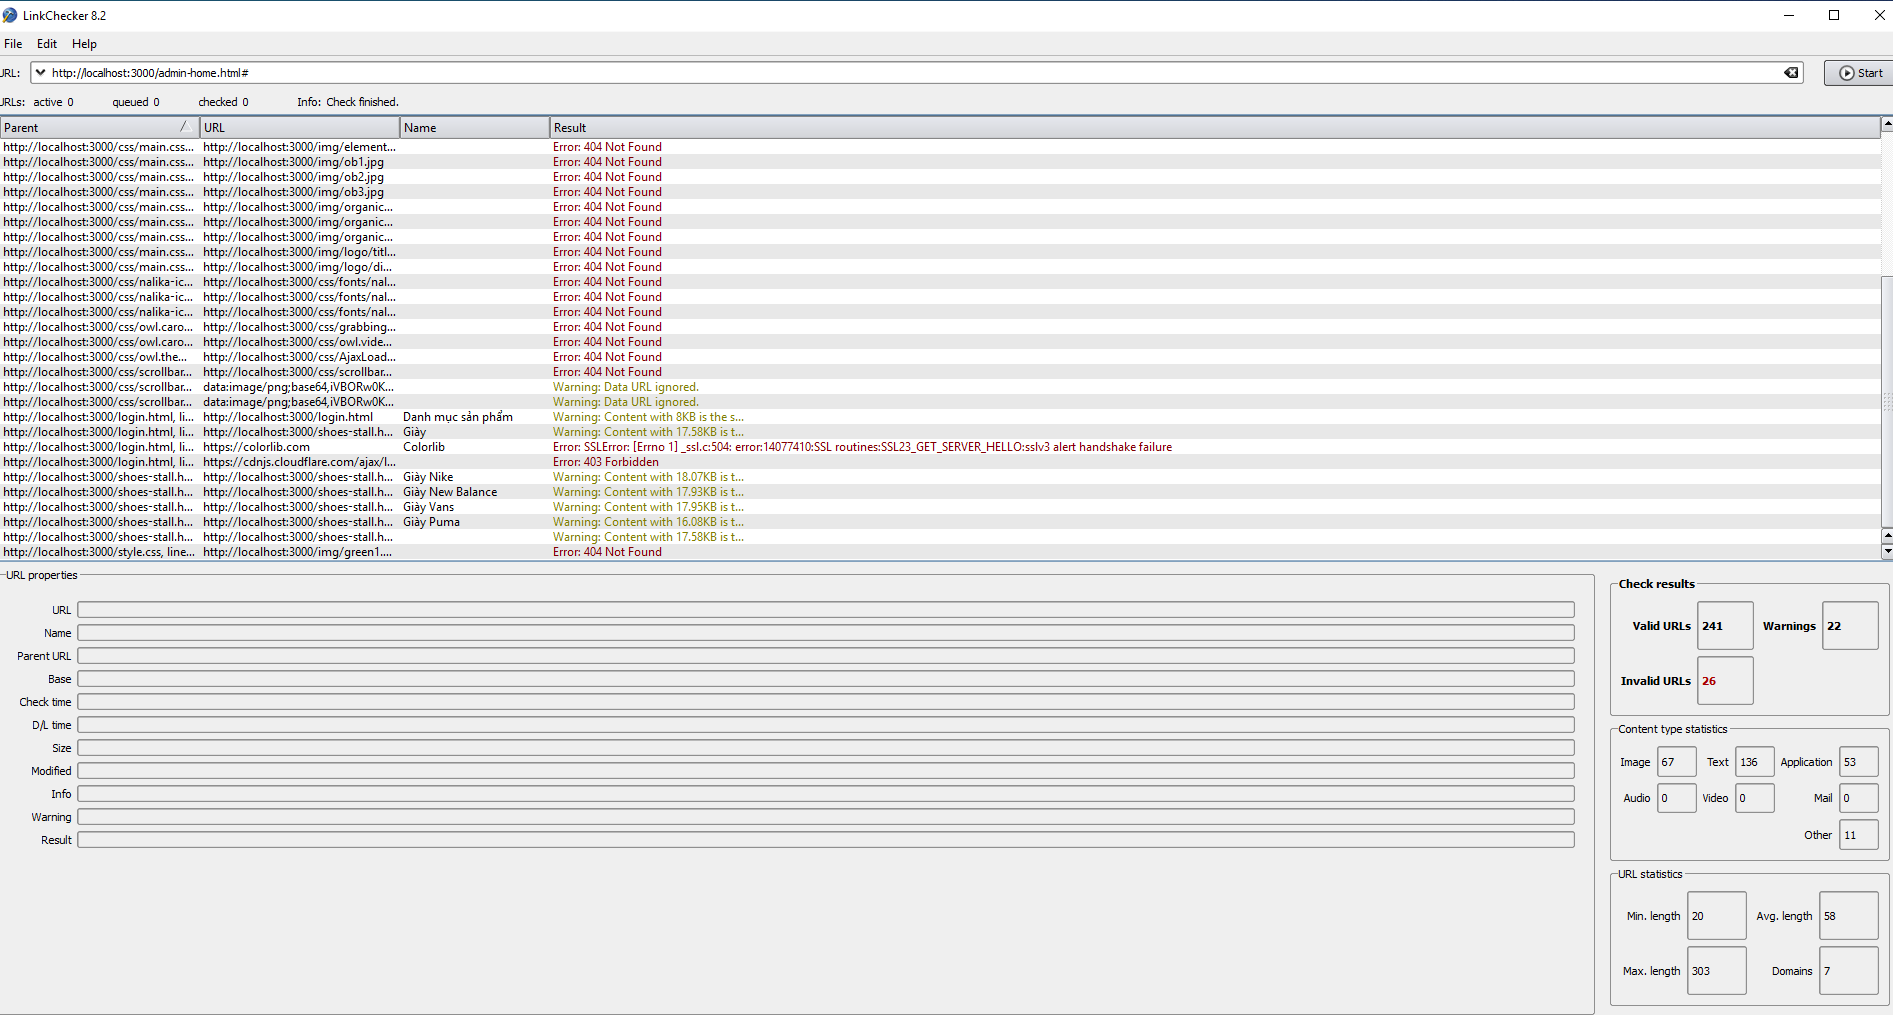 LinkChecker 8.2
File Edit Help
URL: http://localhost:3000/admin-home.html# Start
URLs: active 0 queued 0 checked 0 Info: Check finished.
Parent URL Name Result
http://localhost:3000/css/main.css... http://localhost:3000/img/element... Error: 404 Not Found
http://localhost:3000/css/main.css... http://localhost:3000/img/ob1.jpg Error: 404 Not Found
http://localhost:3000/css/main.css... http://localhost:3000/img/ob2.jpg Error: 404 Not Found
http://localhost:3000/css/main.css... http://localhost:3000/img/ob3.jpg Error: 404 Not Found
http://localhost:3000/css/main.css... http://localhost:3000/img/organic... Error: 404 Not Found
http://localhost:3000/css/main.css... http://localhost:3000/img/organic... Error: 404 Not Found
http://localhost:3000/css/main.css... http://localhost:3000/img/organic... Error: 404 Not Found
http://localhost:3000/css/main.css... http://localhost:3000/img/logo/titl... Error: 404 Not Found
http://localhost:3000/css/main.css... http://localhost:3000/img/logo/di... Error: 404 Not Found
http://localhost:3000/css/nalika-ic... http://localhost:3000/css/fonts/nal... Error: 404 Not Found
http://localhost:3000/css/nalika-ic... http://localhost:3000/css/fonts/nal... Error: 404 Not Found
http://localhost:3000/css/nalika-ic... http://localhost:3000/css/fonts/nal... Error: 404 Not Found
http://localhost:3000/css/owl.caro... http://localhost:3000/css/grabbing... Error: 404 Not Found
http://localhost:3000/css/owl.caro... http://localhost:3000/css/owl.vide... Error: 404 Not Found
http://localhost:3000/css/owl.the... http://localhost:3000/css/AjaxLoad... Error: 404 Not Found
http://localhost:3000/css/scrollbar... http://localhost:3000/css/scrollbar... Error: 404 Not Found
http://localhost:3000/css/scrollbar... data:image/png;base64,iVBORw0K... Warning: Data URL ignored.
http://localhost:3000/css/scrollbar... data:image/png;base64,iVBORw0K... Warning: Data URL ignored.
http://localhost:3000/login.html, li... http://localhost:3000/login.html Danh mục sản phẩm Warning: Content with 8KB is the s...
http://localhost:3000/login.html, li... http://localhost:3000/shoes-stall.h... Giày Warning: Content with 17.58KB is t...
http://localhost:3000/login.html, li... https://colorlib.com Colorlib Error: SSLError: [Errno 1] _ssl.c:504: error:14077410:SSL routines:SSL23_GET_SERVER_HELLO:sslv3 alert handshake failure
http://localhost:3000/login.html, li... https://cdnjs.cloudflare.com/ajax/l... Error: 403 Forbidden
http://localhost:3000/shoes-stall.h... http://localhost:3000/shoes-stall.h... Giày Nike Warning: Content with 18.07KB is t...
http://localhost:3000/shoes-stall.h... http://localhost:3000/shoes-stall.h... Giày New Balance Warning: Content with 17.93KB is t...
http://localhost:3000/shoes-stall.h... http://localhost:3000/shoes-stall.h... Giày Vans Warning: Content with 17.95KB is t...
http://localhost:3000/shoes-stall.h... http://localhost:3000/shoes-stall.h... Giày Puma Warning: Content with 16.08KB is t...
http://localhost:3000/shoes-stall.h... http://localhost:3000/shoes-stall.h... Warning: Content with 17.58KB is t...
http://localhost:3000/style.css, line... http://localhost:3000/img/green1.... Error: 404 Not Found
URL properties
URL
Name
Parent URL
Base
Check time
D/L time
Size
Modified
Info
Warning
Result
Check results
Valid URLs 241 Warnings 22
Invalid URLs 26
Content type statistics
Image 67 Text 136 Application 53
Audio 0 Video 0 Mail 0
Other 11
URL statistics
Min. length 20 Avg. length 58
Max. length 303 Domains 7